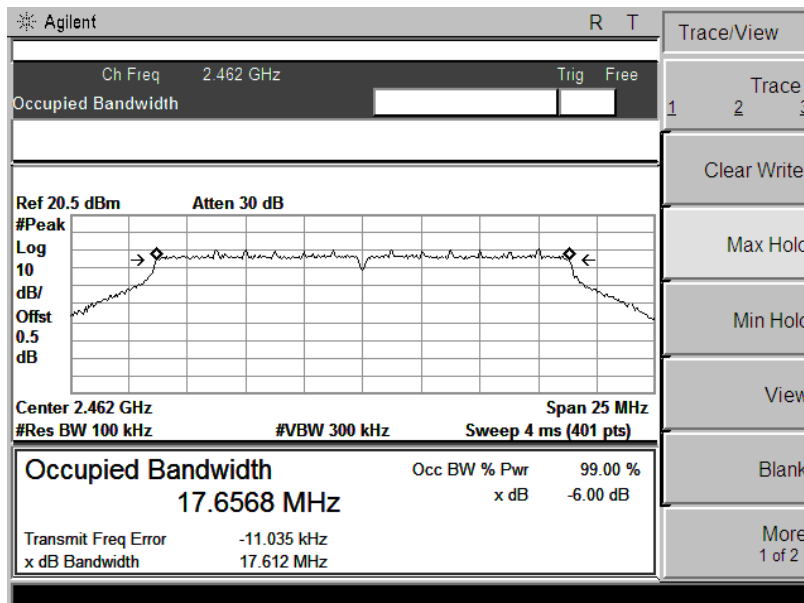 Agilent R T
Trace/View
Ch Freq 2.462 GHz Trig Free
Occupied Bandwidth
Trace
1 2 3
Clear Write
Max Hold
Min Hold
View
Blank
More
1 of 2
Ref 20.5 dBm Atten 30 dB
#Peak
Log
10
dB/
Offst
0.5
dB
Center 2.462 GHz Span 25 MHz
#Res BW 100 kHz #VBW 300 kHz Sweep 4 ms (401 pts)
Occupied Bandwidth Occ BW % Pwr 99.00 %
17.6568 MHz x dB -6.00 dB
Transmit Freq Error -11.035 kHz
x dB Bandwidth 17.612 MHz